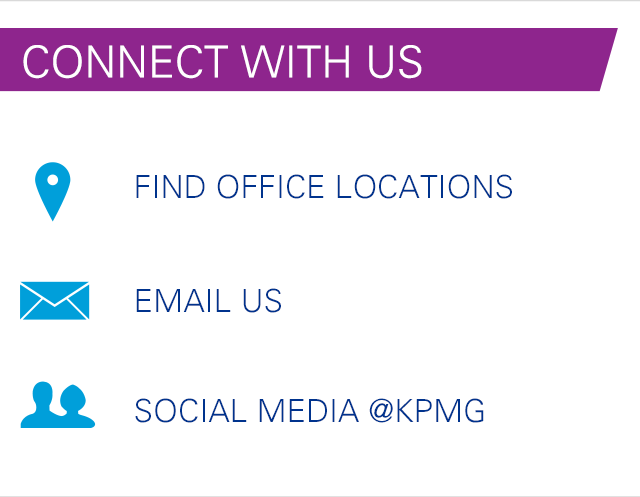 CONNECT WITH US
FIND OFFICE LOCATIONS
EMAIL US
SOCIAL MEDIA @KPMG